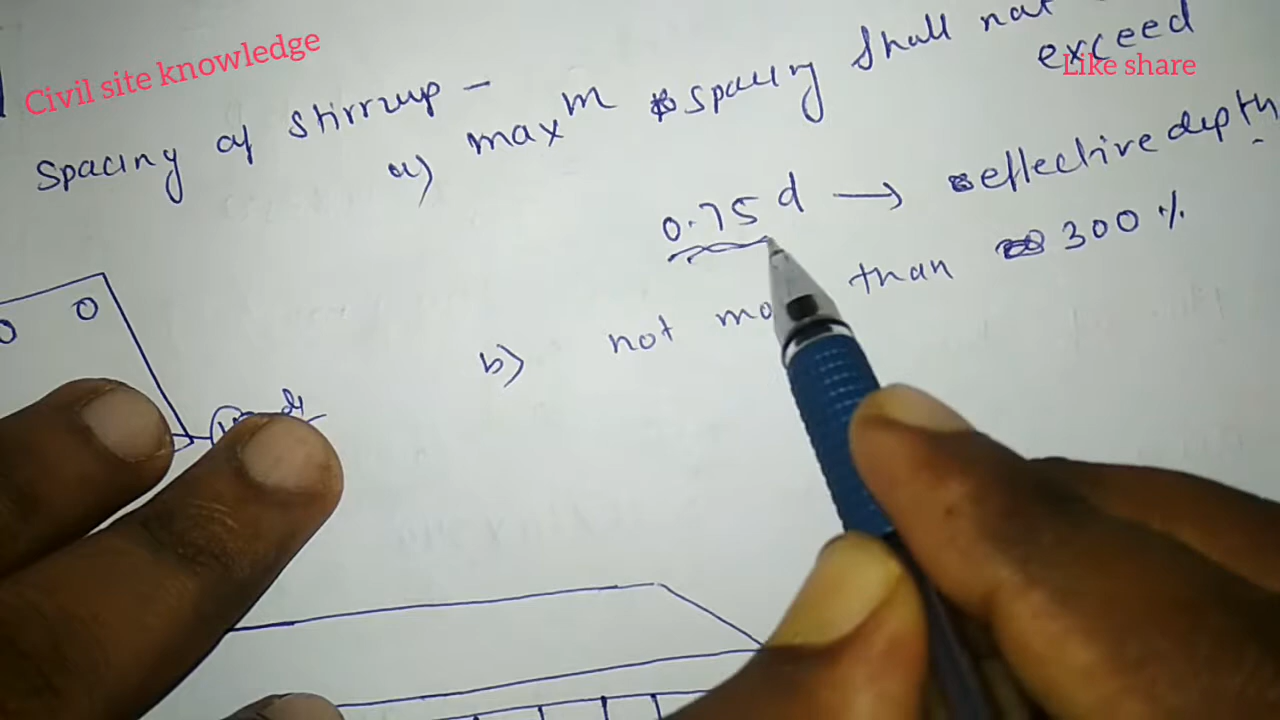 Civil site knowledge
Like share
Spacing of stirrup -
a) max m spacing shall not
exceed
0.75 d → effective depth
b) not mo than 300 %